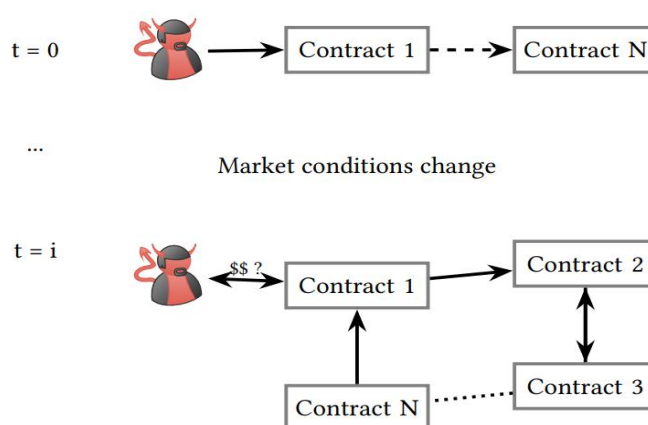 t = 0
Contract 1
Contract N
...
Market conditions change
t = i
$$ ?
Contract 1
Contract 2
Contract 3
Contract N